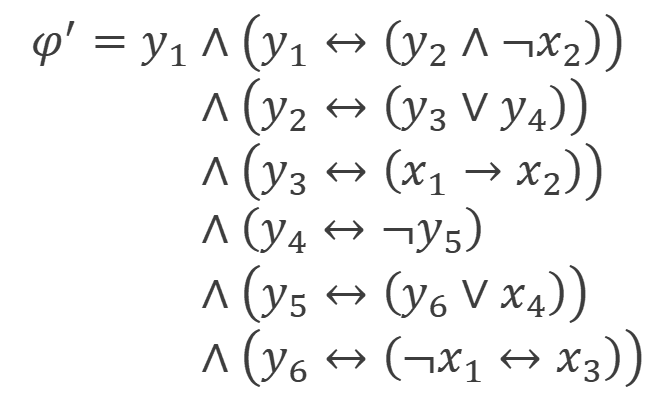 φ′ = y₁ ∧ (y₁ ↔ (y₂ ∧ ¬x₂))
∧ (y₂ ↔ (y₃ ∨ y₄))
∧ (y₃ ↔ (x₁ → x₂))
∧ (y₄ ↔ ¬y₅)
∧ (y₅ ↔ (y₆ ∨ x₄))
∧ (y₆ ↔ (¬x₁ ↔ x₃))